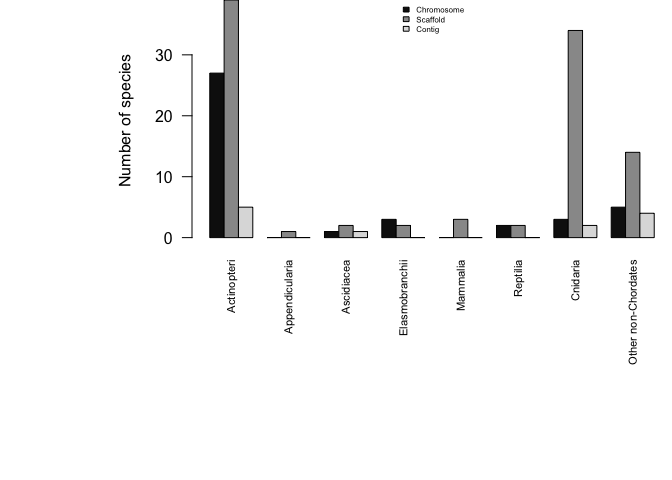 Chromosome
Scaffold
Contig
Number of species
30
20
10
0
Actinopteri
Appendicularia
Ascidiacea
Elasmobranchii
Mammalia
Reptilia
Cnidaria
Other non-Chordates